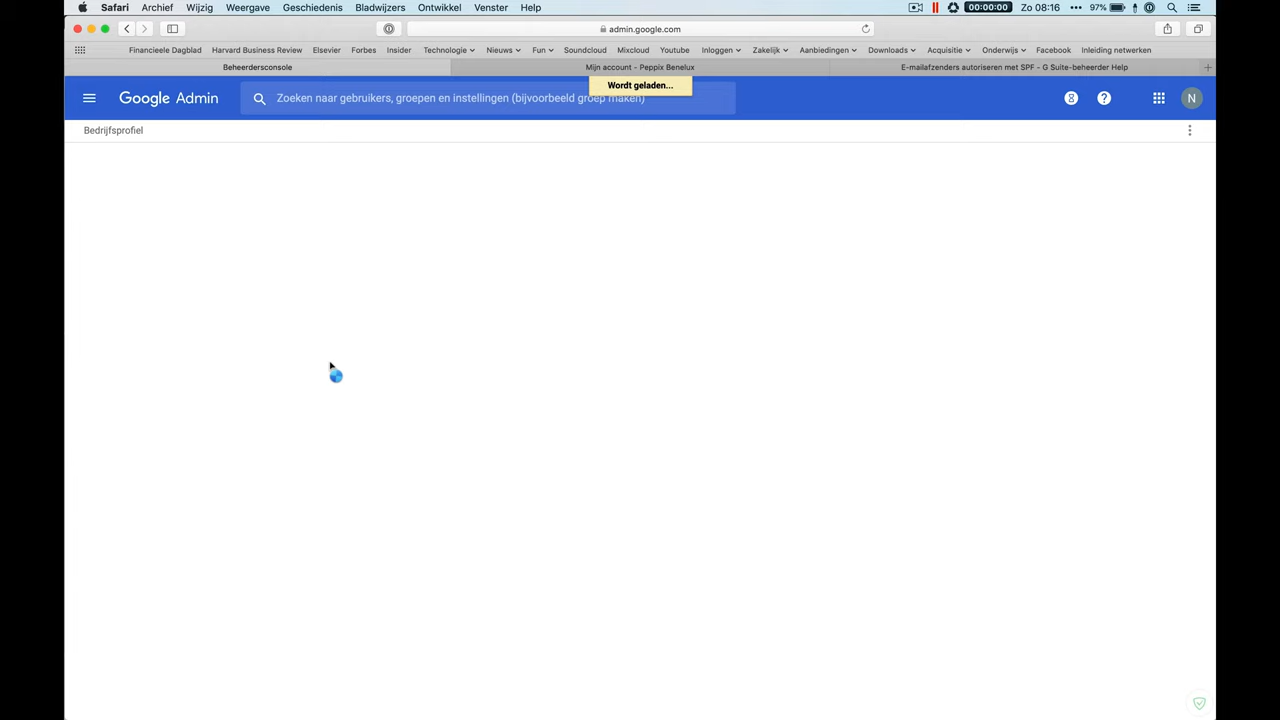 Safari Archief Wijzig Weergave Geschiedenis Bladwijzers Ontwikkel Venster Help 00:00:00 Zo 08:16 97%
admin.google.com
Financieele Dagblad Harvard Business Review Elsevier Forbes Insider Technologie Nieuws Fun Soundcloud Mixcloud Youtube Inloggen Zakelijk Aanbiedingen Downloads Acquisitie Onderwijs Facebook Inleiding netwerken
Beheerdersconsole Mijn account - Peppix Benelux E-mailafzenders autoriseren met SPF - G Suite-beheerder Help
Wordt geladen...
Google Admin Zoeken naar gebruikers, groepen en instellingen (bijvoorbeeld groep maken) N
Bedrijfsprofiel